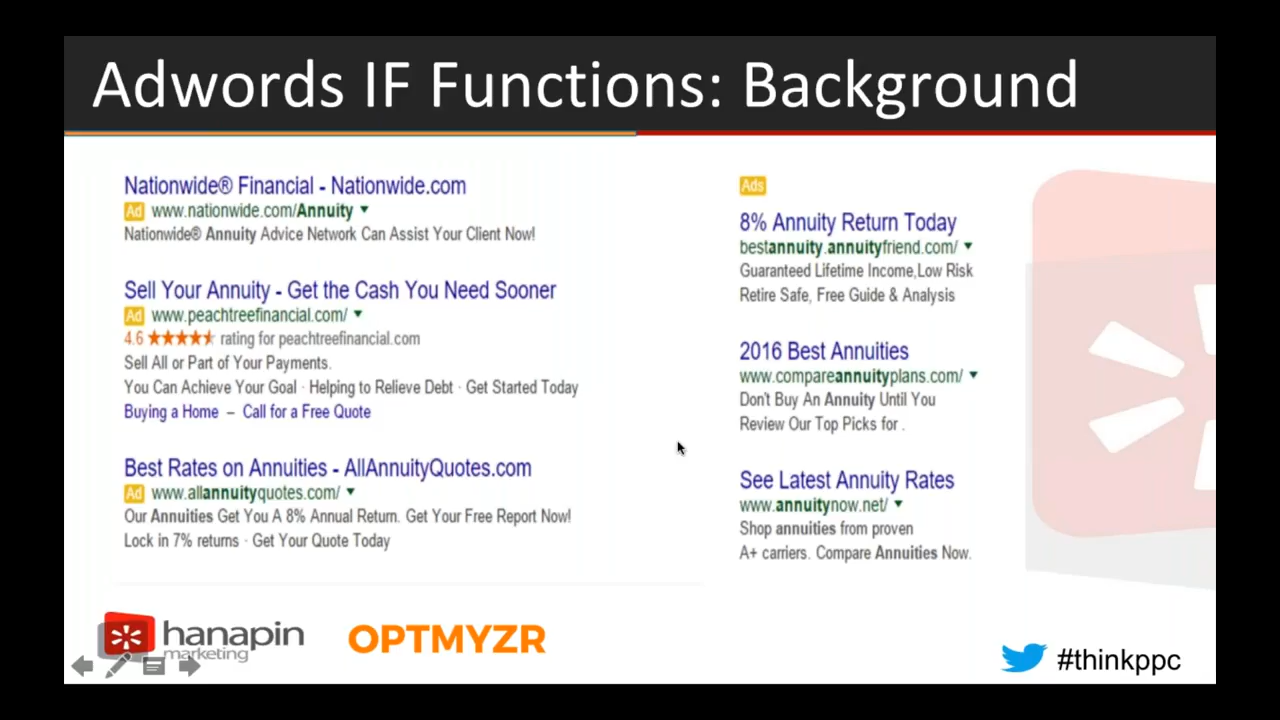 Adwords IF Functions: Background
Nationwide® Financial - Nationwide.com
Ad www.nationwide.com/Annuity
Nationwide® Annuity Advice Network Can Assist Your Client Now!
Sell Your Annuity - Get the Cash You Need Sooner
Ad www.peachtreefinancial.com/
4.6 ★★★★★ rating for peachtreefinancial.com
Sell All or Part of Your Payments.
You Can Achieve Your Goal · Helping to Relieve Debt · Get Started Today
Buying a Home – Call for a Free Quote
Best Rates on Annuities - AllAnnuityQuotes.com
Ad www.allannuityquotes.com/
Our Annuities Get You A 8% Annual Return. Get Your Free Report Now!
Lock in 7% returns · Get Your Quote Today
Ads
8% Annuity Return Today
bestannuity.annuityfriend.com/
Guaranteed Lifetime Income,Low Risk
Retire Safe, Free Guide & Analysis
2016 Best Annuities
www.compareannuityplans.com/
Don't Buy An Annuity Until You
Review Our Top Picks for .
See Latest Annuity Rates
www.annuitynow.net/
Shop annuities from proven
A+ carriers. Compare Annuities Now.
hanapin
marketing
OPTMYZR
#thinkppc